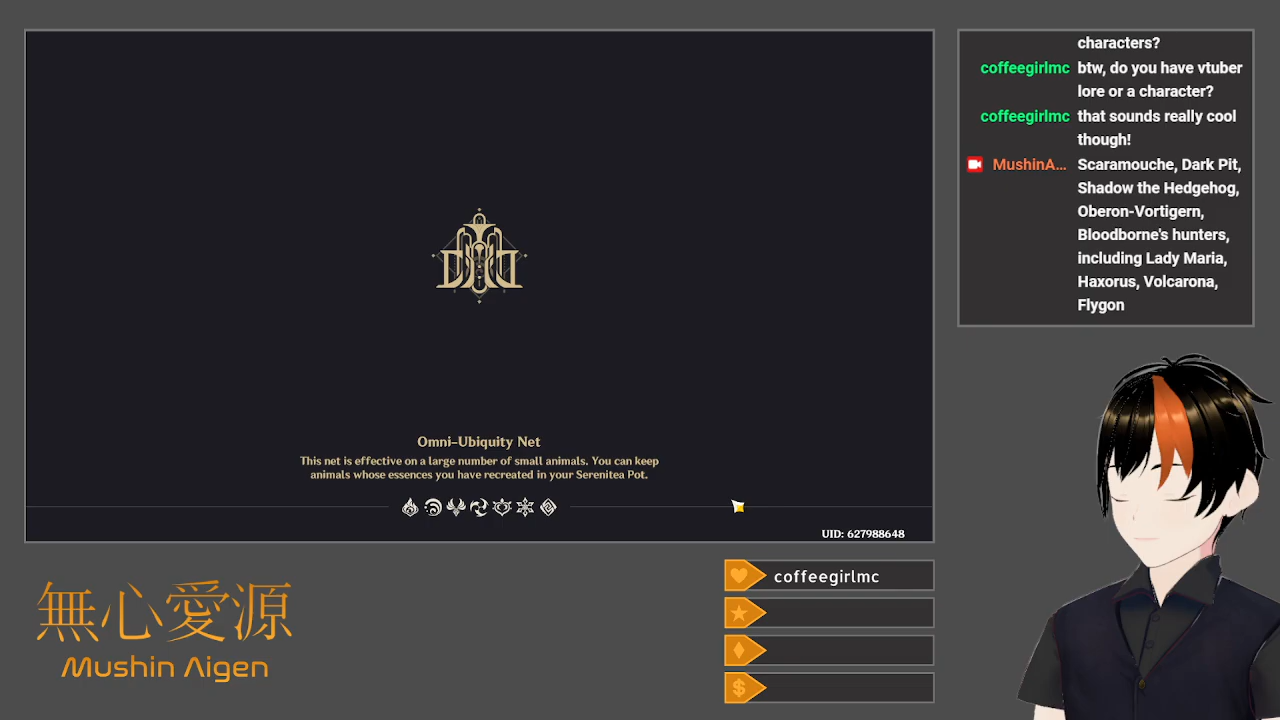 characters?
coffeegirlmc btw, do you have vtuber
lore or a character?
coffeegirlmc that sounds really cool
though!
MushinA... Scaramouche, Dark Pit,
Shadow the Hedgehog,
Oberon-Vortigern,
Bloodborne's hunters,
including Lady Maria,
Haxorus, Volcarona,
Flygon
Omni-Ubiquity Net
This net is effective on a large number of small animals. You can keep
animals whose essences you have recreated in your Serenitea Pot.
UID: 627988648
coffeegirlmc
無心愛源
Mushin Aigen